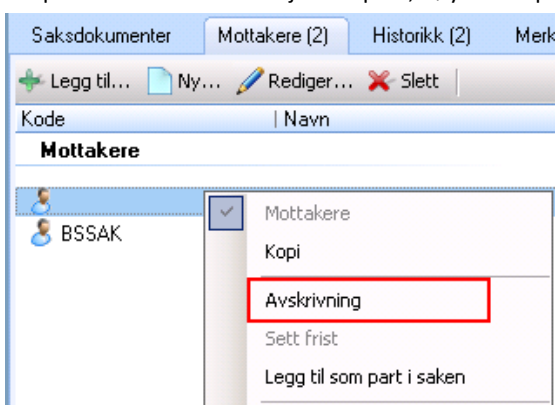 Saksdokumenter Mottakere (2) Historikk (2) Merk
Legg til... Ny... Rediger... Slett
Kode Navn
Mottakere
Mottakere
BSSAK
Kopi
Avskrivning
Sett frist
Legg til som part i saken